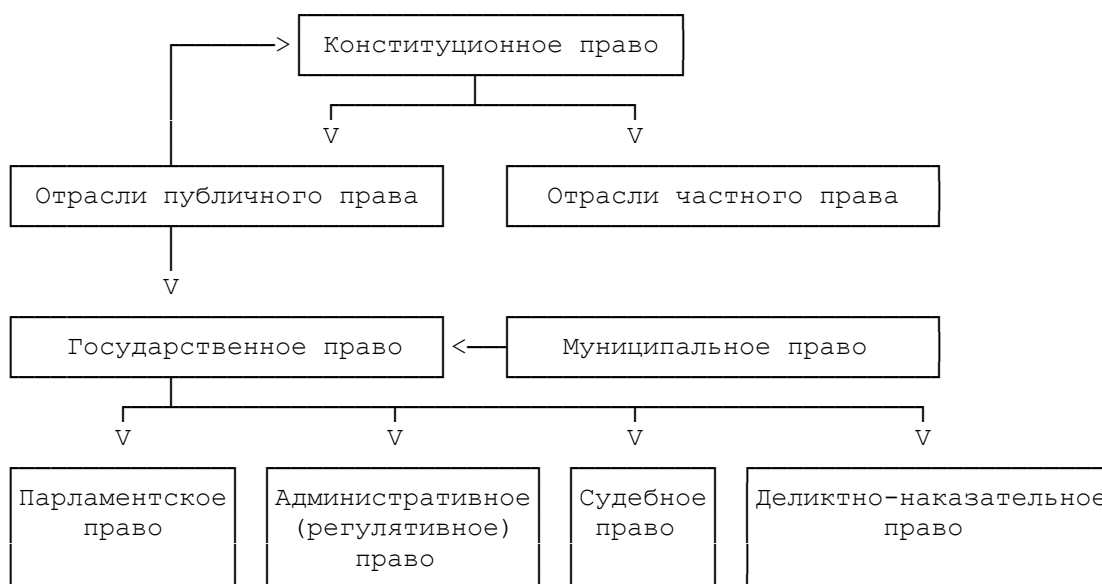 Конституционное право
Отрасли публичного права
Отрасли частного права
Государственное право
Муниципальное право
Парламентское
право
Административное
(регулятивное)
право
Судебное
право
Деликтно-наказательное
право